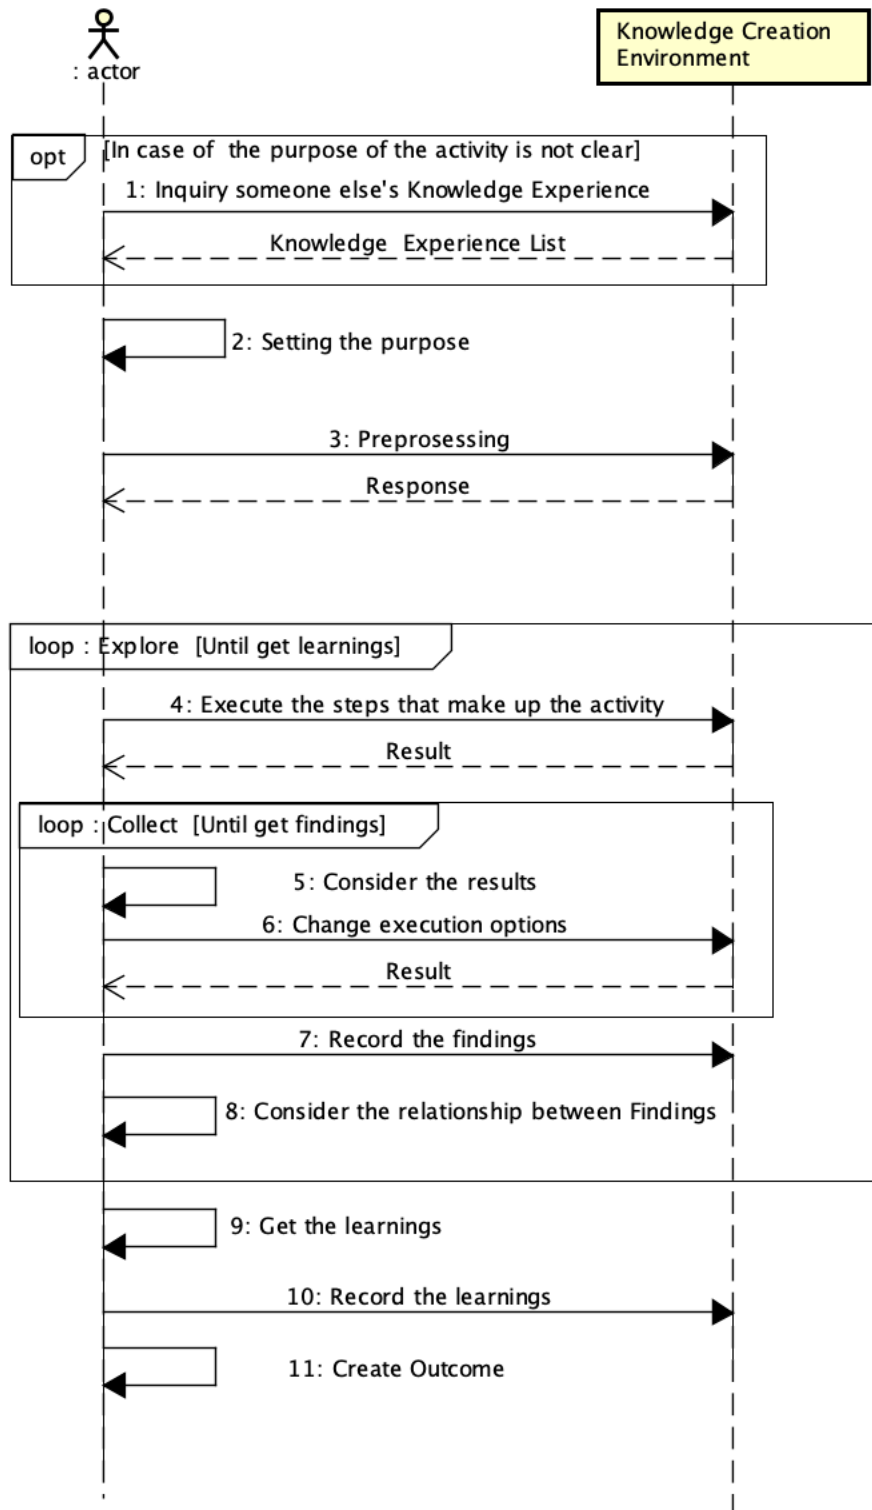 : actor
Knowledge Creation
Environment
opt
[In case of  the purpose of the activity is not clear]
1: Inquiry someone else's Knowledge Experience
Knowledge  Experience List
2: Setting the purpose
3: Preprosessing
Response
loop : Explore  [Until get learnings]
4: Execute the steps that make up the activity
Result
loop : Collect  [Until get findings]
5: Consider the results
6: Change execution options
Result
7: Record the findings
8: Consider the relationship between Findings
9: Get the learnings
10: Record the learnings
11: Create Outcome